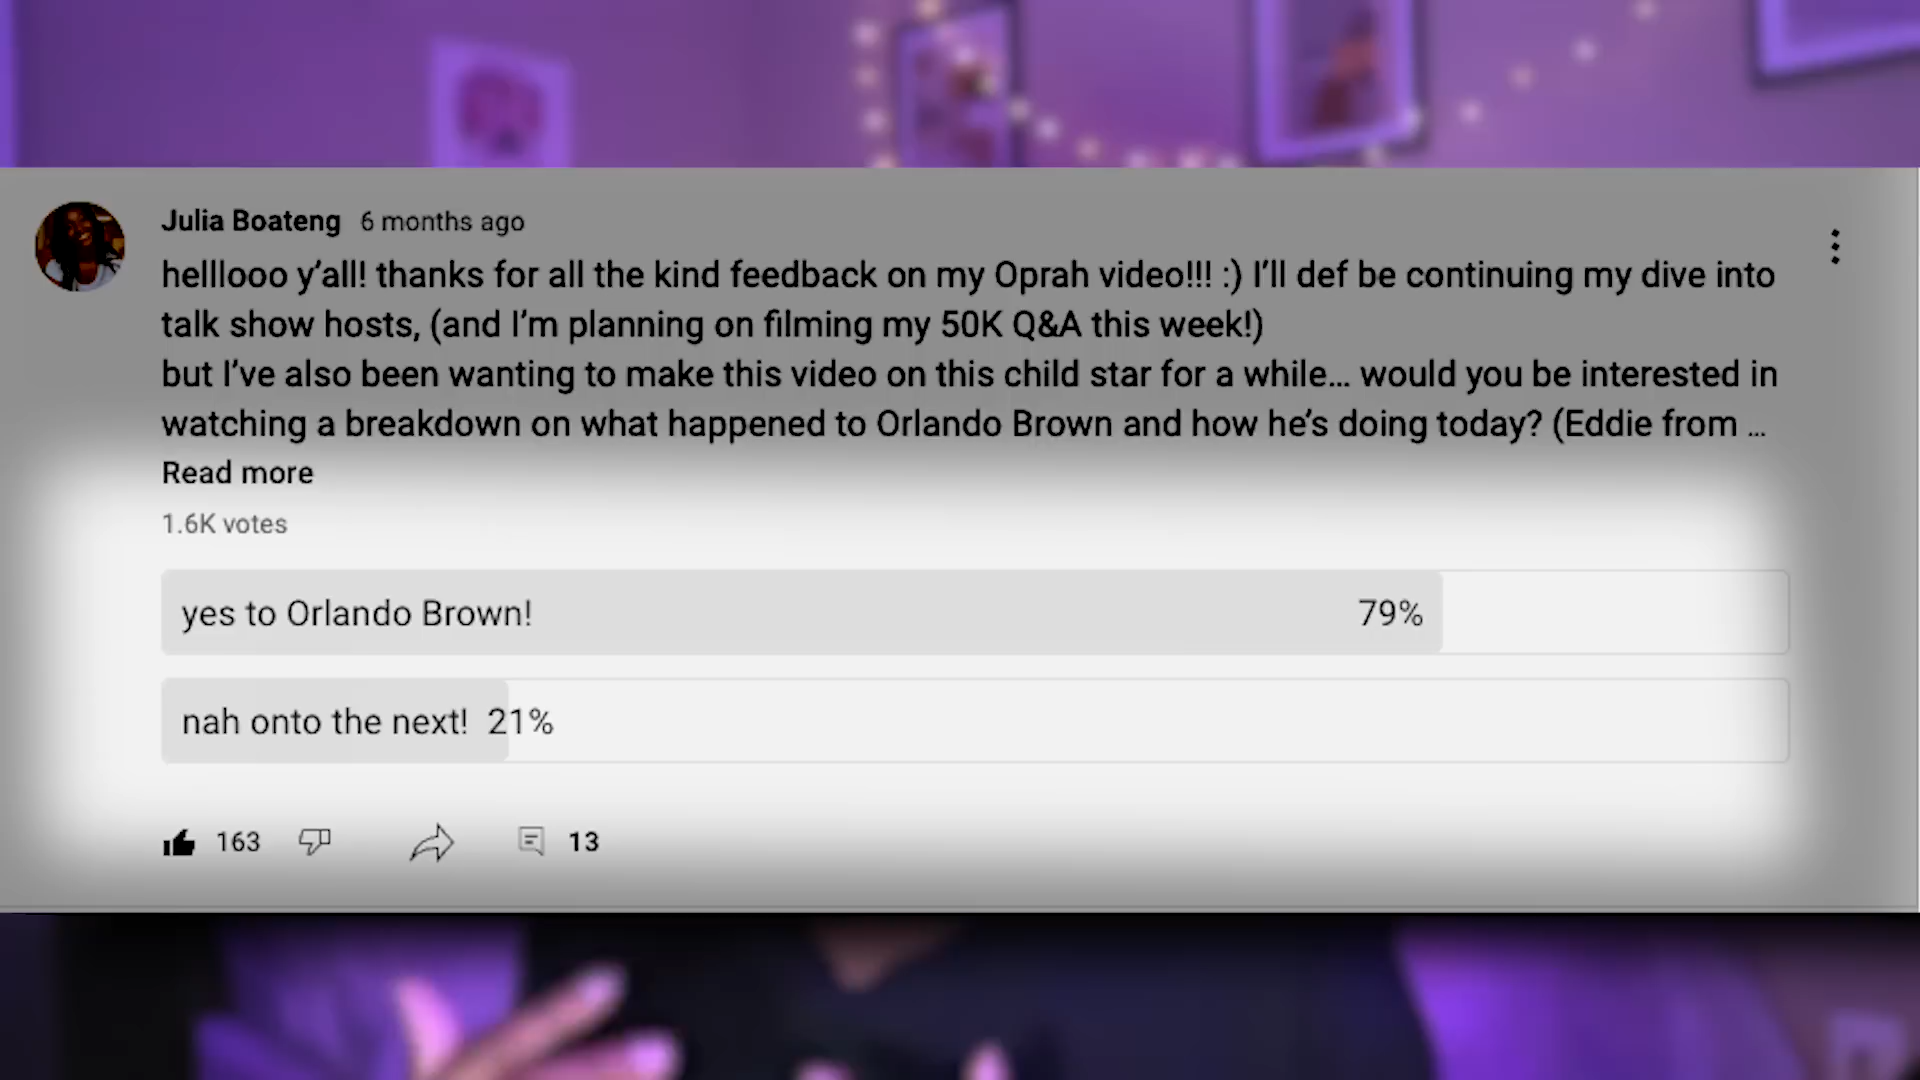 Julia Boateng 6 months ago
helllooo y’all! thanks for all the kind feedback on my Oprah video!!! :) I’ll def be continuing my dive into
talk show hosts, (and I’m planning on filming my 50K Q&A this week!)
but I’ve also been wanting to make this video on this child star for a while... would you be interested in
watching a breakdown on what happened to Orlando Brown and how he’s doing today? (Eddie from ...
Read more
1.6K votes
yes to Orlando Brown! 79%
nah onto the next! 21%
163 13